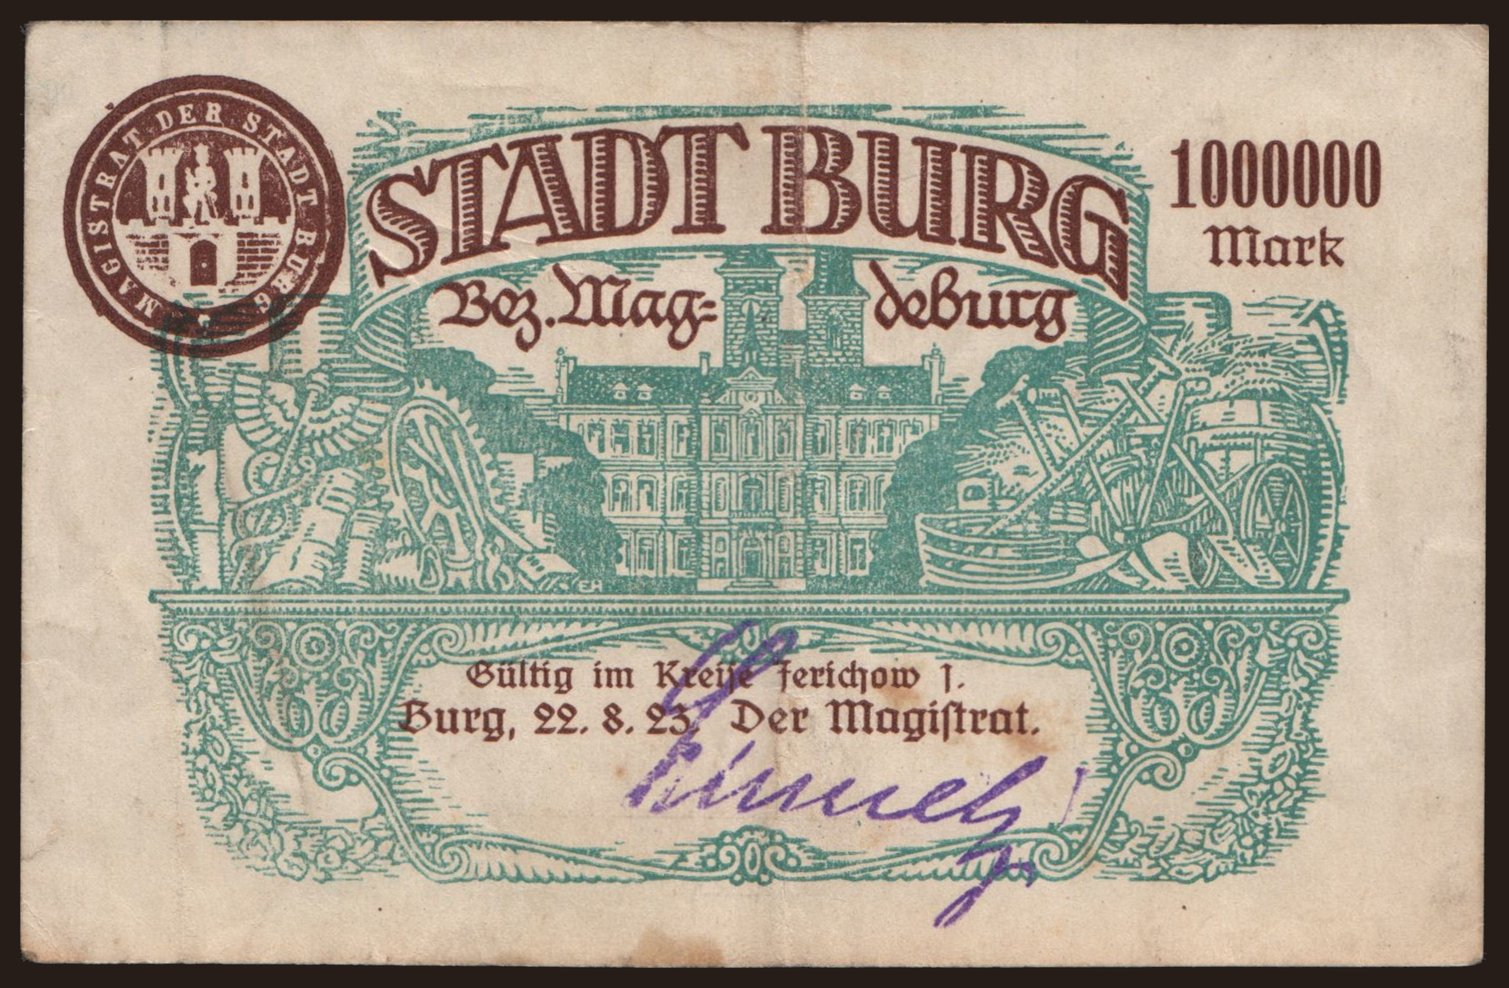 MAGISTRAT DER STADT BURG
STADT BURG
1000000
Mark
Bez. Mag=deburg
Gültig im Kreise Jerichow I.
Burg, 22. 8. 23. Der Magistrat.